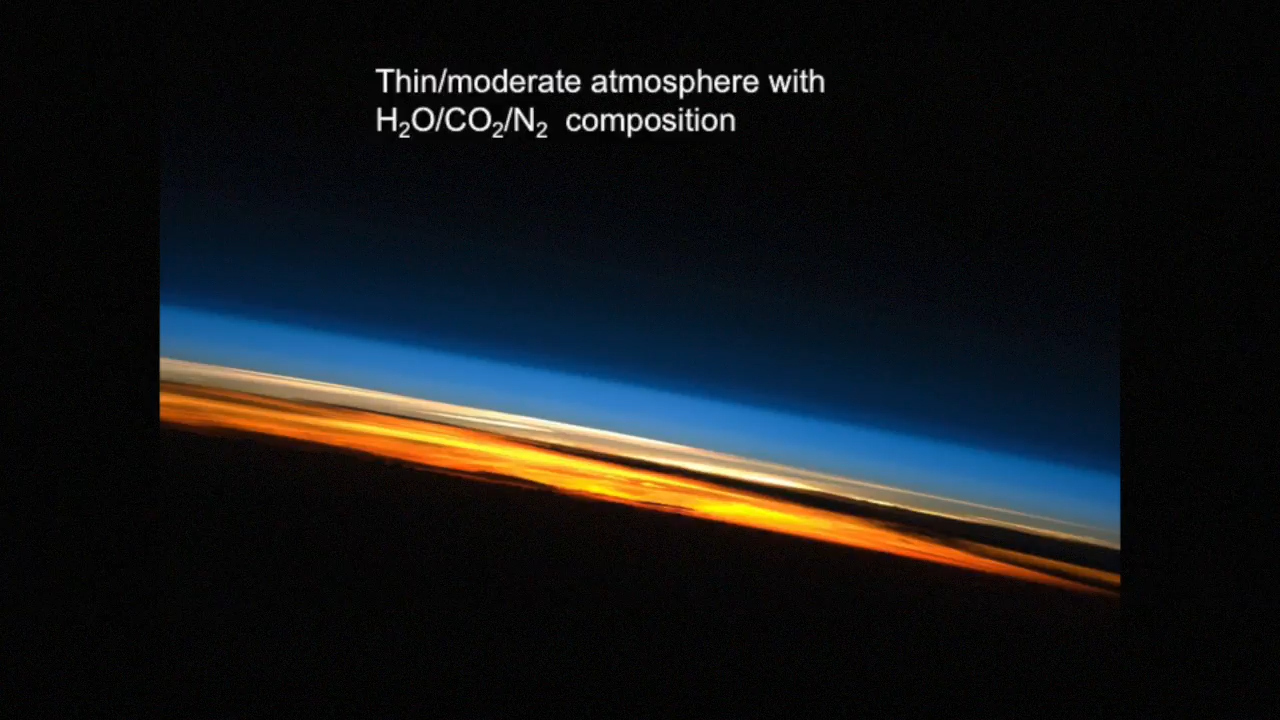 Thin/moderate atmosphere with
H₂O/CO₂/N₂ composition